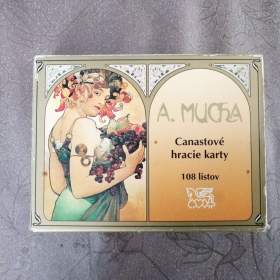 A. MUCHA
Canastové
hracie karty
108 listov